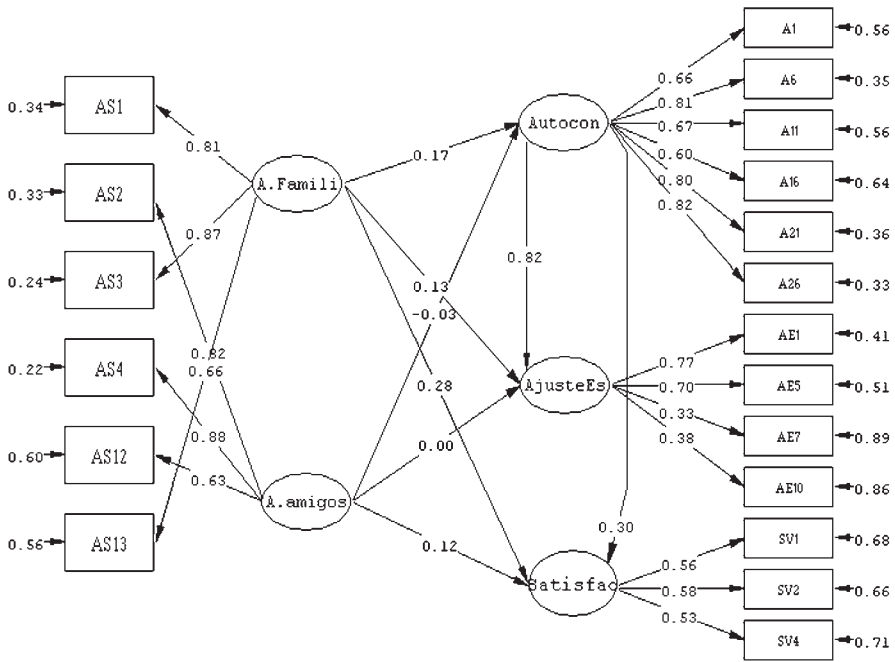 A1
0.56
0.66
A6
0.35
0.81
AS1
0.34
Autocon
A11
0.56
0.67
0.81
0.17
0.60
A.Famili
A16
0.64
0.80
AS2
0.33
0.82
A21
0.36
0.87
AS3
0.24
0.82
A26
0.33
0.13
-0.03
AE1
0.41
0.77
0.82
0.66
AS4
0.22
0.28
AjusteEs
0.70
AE5
0.51
0.33
0.88
0.00
AE7
0.89
0.38
AS12
0.60
0.63
A.amigos
AE10
0.86
0.30
AS13
0.56
0.12
SV1
0.68
0.56
Satisfac
0.58
SV2
0.66
0.53
SV4
0.71